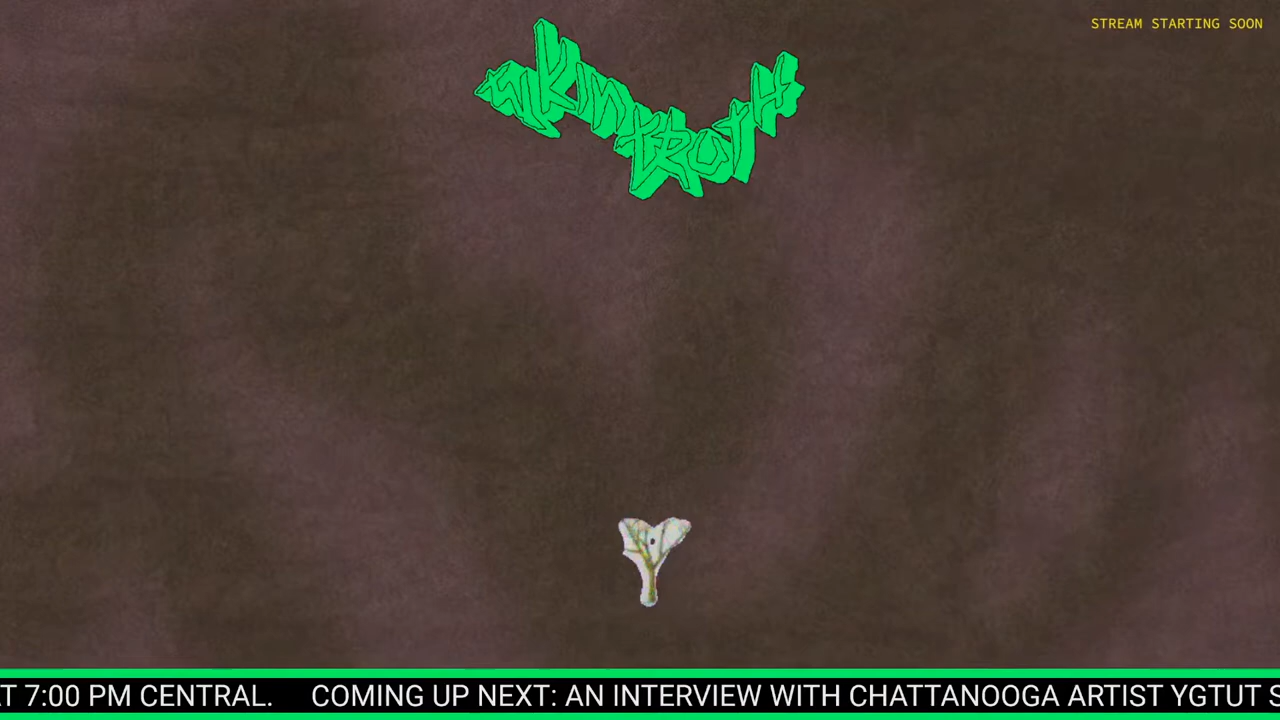 STREAM STARTING SOON
T 7:00 PM CENTRAL. COMING UP NEXT: AN INTERVIEW WITH CHATTANOOGA ARTIST YGTUT S